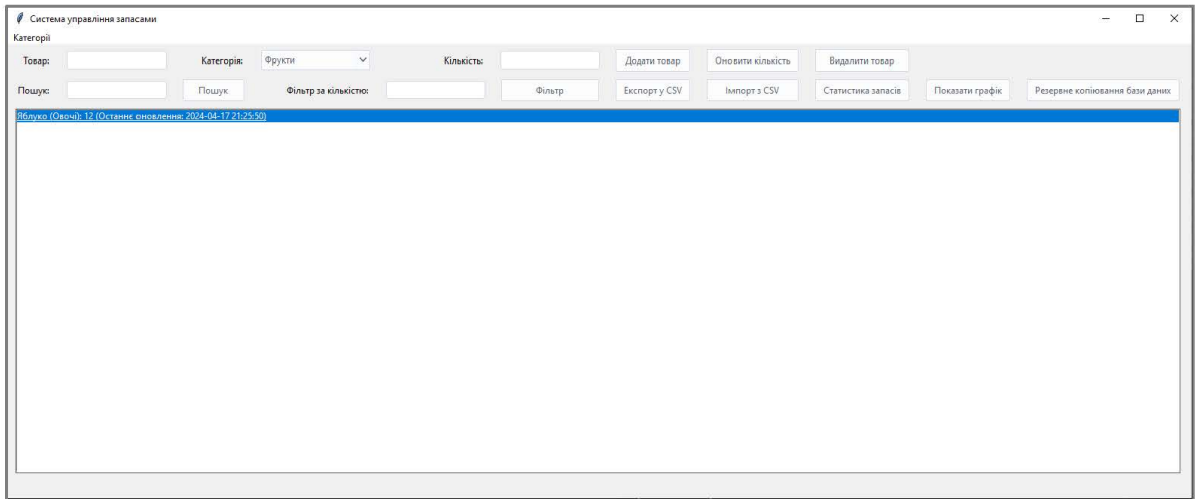 Система управління запасами
Категорії
Товар: Категорія: Фрукти Кількість: Додати товар Оновити кількість Видалити товар
Пошук: Пошук Фільтр за кількістю: Фільтр Експорт у CSV Імпорт з CSV Статистика запасів Показати графік Резервне копіювання бази даних
Яблуко (Овочі): 12 (Останнє оновлення: 2024-04-17 21:25:50)